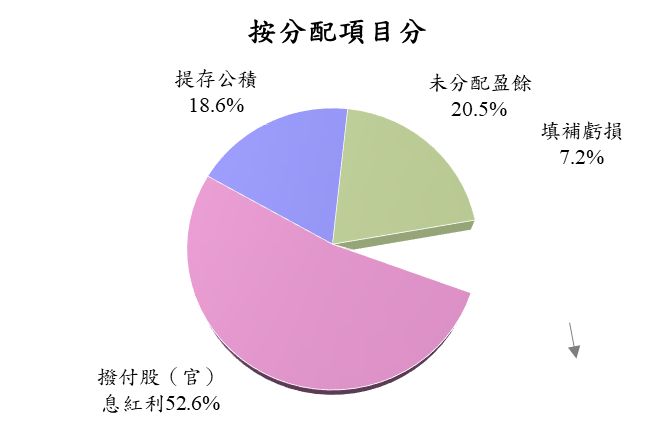 按分配項目分
提存公積
18.6%
未分配盈餘
20.5%
填補虧損
7.2%
撥付股（官）
息紅利52.6%